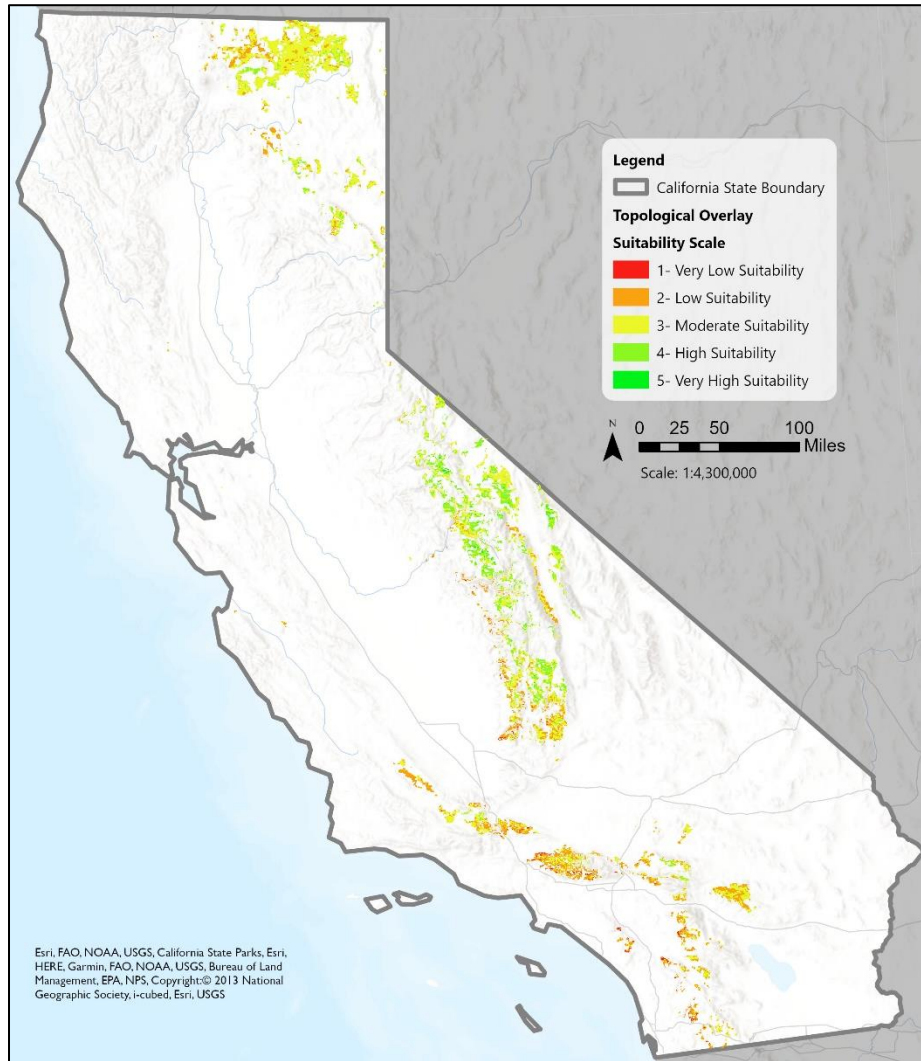 Legend
California State Boundary
Topological Overlay
Suitability Scale
1- Very Low Suitability
2- Low Suitability
3- Moderate Suitability
4- High Suitability
5- Very High Suitability
N
0 25 50 100
Miles
Scale: 1:4,300,000
Esri, FAO, NOAA, USGS, California State Parks, Esri,
HERE, Garmin, FAO, NOAA, USGS, Bureau of Land
Management, EPA, NPS, Copyright:© 2013 National
Geographic Society, i-cubed, Esri, USGS